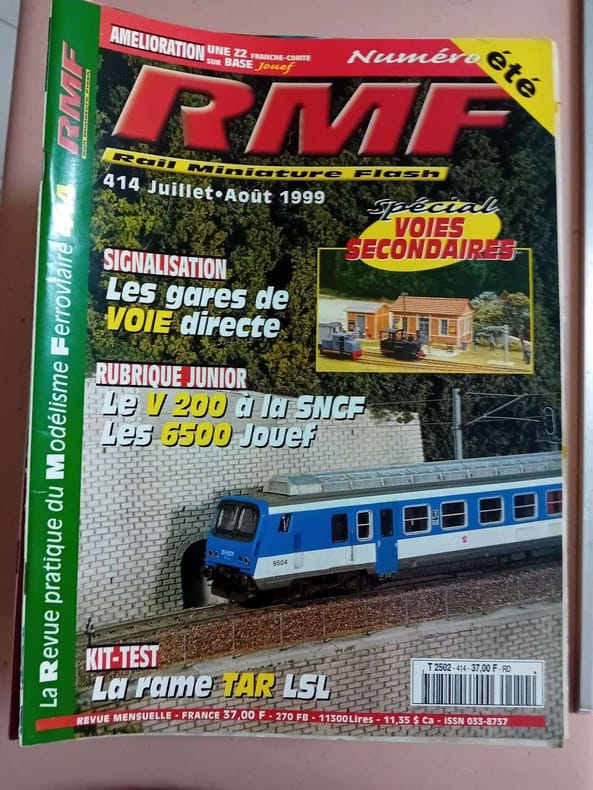 AMELIORATION UNE Z2 FRANCHE-COMTE
SUR BASE Jouef
Numéro
été
RMF
Rail Miniature Flash
414 Juillet•Août 1999
Spécial
VOIES
SECONDAIRES
SIGNALISATION
Les gares de
VOIE directe
RUBRIQUE JUNIOR
Le V 200 à la SNCF
Les 6500 Jouef
9504
KIT-TEST
La rame TAR LSL
T 2502 - 414 - 37,00 F - RD
REVUE MENSUELLE - FRANCE 37,00 F - 270 FB - 11300 Lires - 11,35 $ Ca - ISSN 033-8737
RMF
Rail Miniature Flash
La Revue pratique du Modélisme Ferroviaire